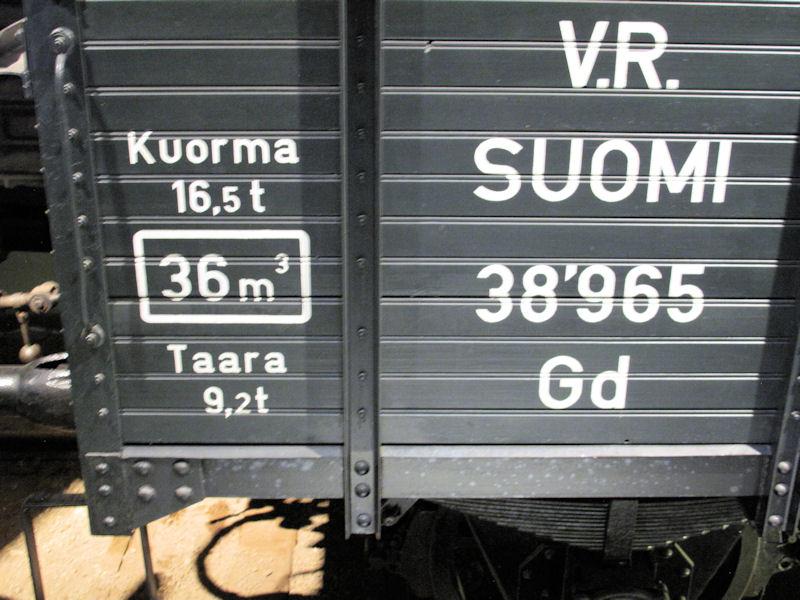 Kuorma
16,5 t
36 m³
Taara
9,2t
V.R.
SUOMI
38'965
Gd